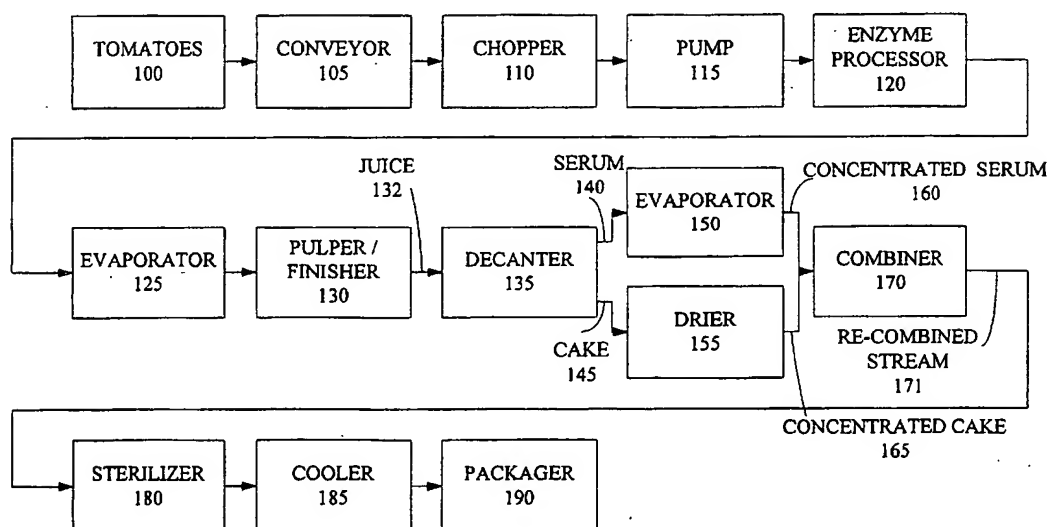 TOMATOES
100
CONVEYOR
105
CHOPPER
110
PUMP
115
ENZYME
PROCESSOR
120
EVAPORATOR
125
PULPER /
FINISHER
130
JUICE
132
DECANTER
135
SERUM
140
CAKE
145
EVAPORATOR
150
DRIER
155
CONCENTRATED SERUM
160
COMBINER
170
RE-COMBINED
STREAM
171
CONCENTRATED CAKE
165
STERILIZER
180
COOLER
185
PACKAGER
190